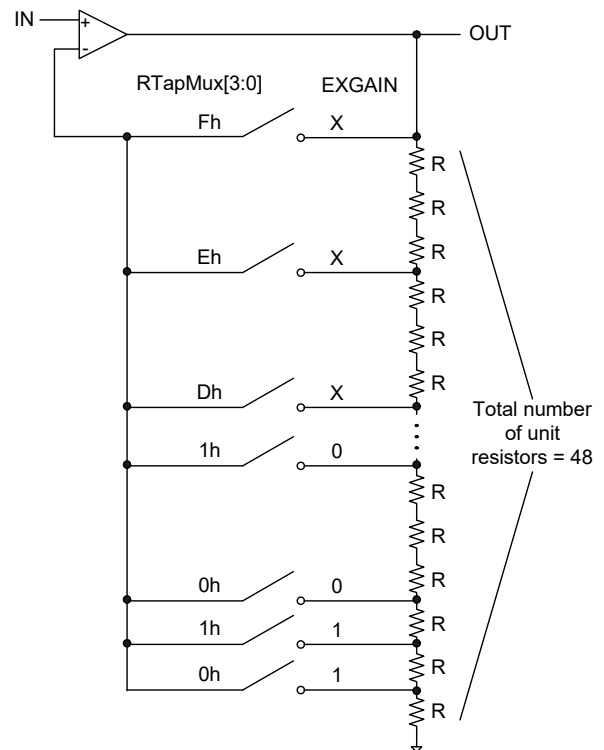 IN
+
-
OUT
RTapMux[3:0] EXGAIN
Fh X
R
R
R
Eh X
R
R
R
Dh X
Total number
of unit
resistors = 48
1h 0
R
R
R
0h 0
R
1h 1
R
0h 1
R